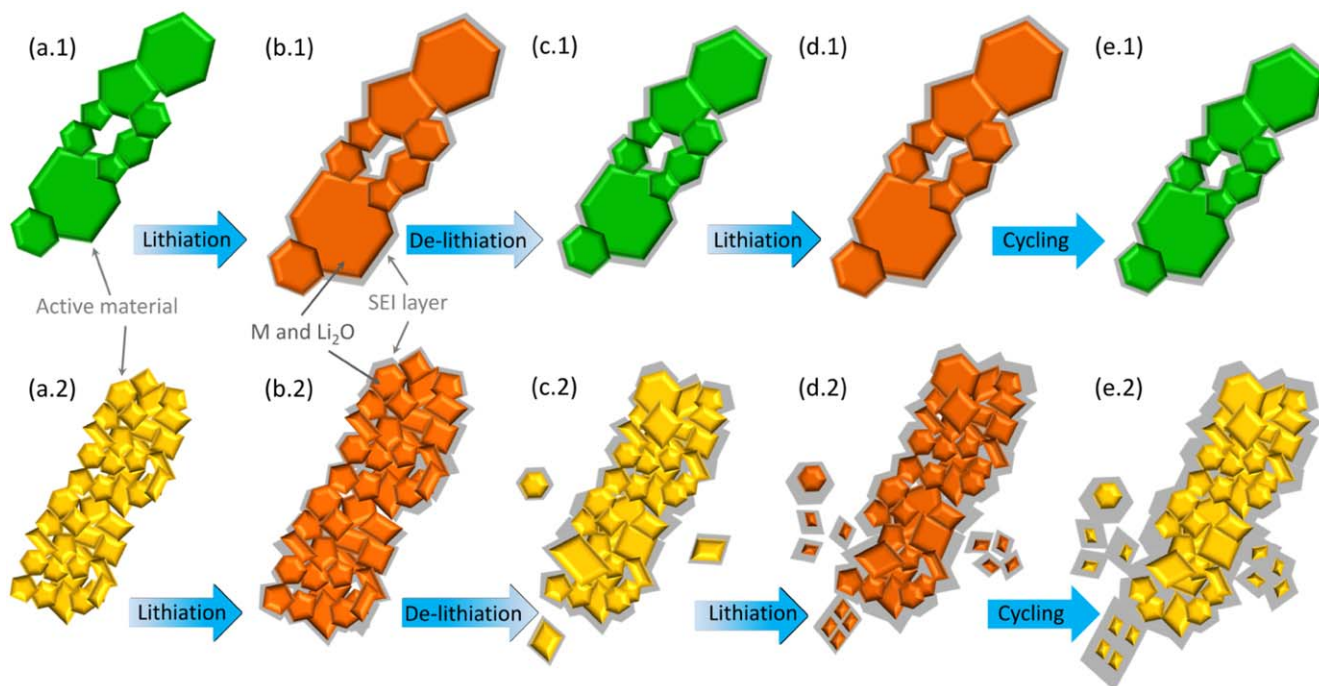 (a.1)
(b.1)
(c.1)
(d.1)
(e.1)
Lithiation
De-lithiation
Lithiation
Cycling
Active material
SEI layer
M and Li₂O
(a.2)
(b.2)
(c.2)
(d.2)
(e.2)
Lithiation
De-lithiation
Lithiation
Cycling